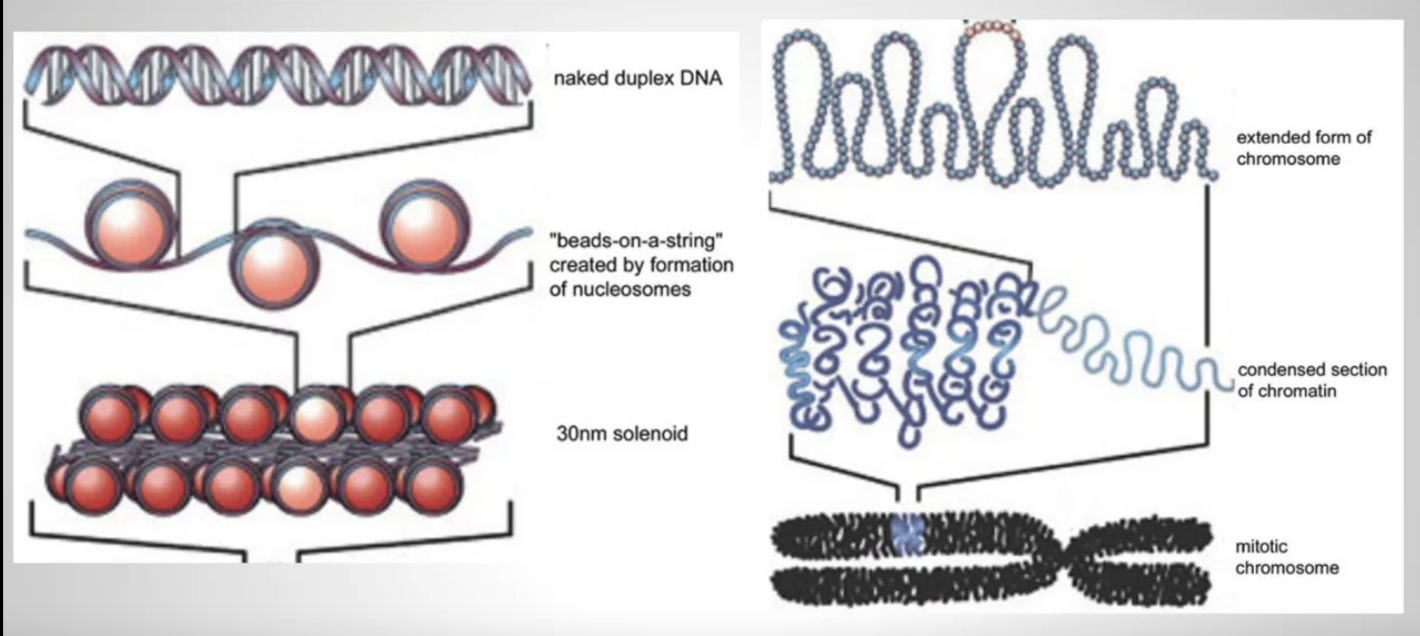 naked duplex DNA
"beads-on-a-string"
created by formation
of nucleosomes
30nm solenoid
extended form of
chromosome
condensed section
of chromatin
mitotic
chromosome